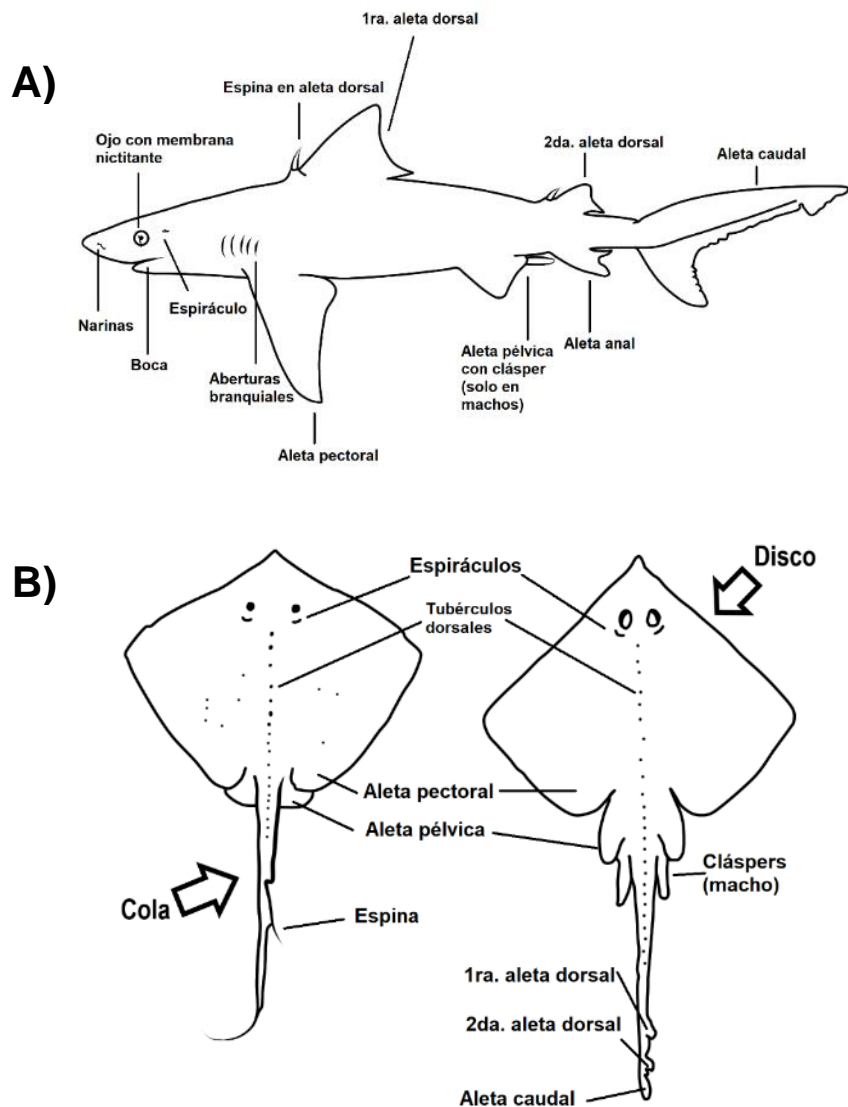 1ra. aleta dorsal
A)
Espina en aleta dorsal
Ojo con membrana
nictitante
2da. aleta dorsal
Aleta caudal
Narinas
Boca
Espiráculo
Aberturas
branquiales
Aleta pectoral
Aleta pélvica
con clásper
(solo en
machos)
Aleta anal
B)
Disco
Espiráculos
Tubérculos
dorsales
Aleta pectoral
Aleta pélvica
Cláspers
(macho)
Cola
Espina
1ra. aleta dorsal
2da. aleta dorsal
Aleta caudal